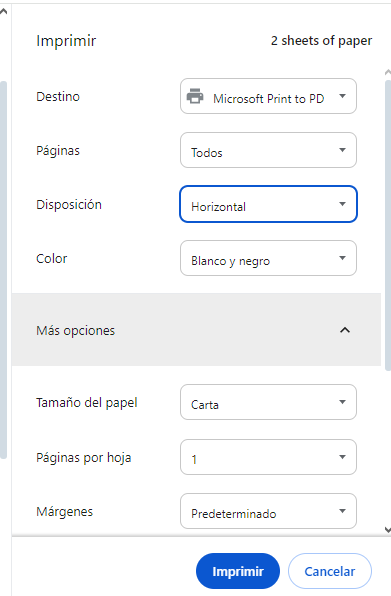 Imprimir 2 sheets of paper
Destino Microsoft Print to PD
Páginas Todos
Disposición Horizontal
Color Blanco y negro
Más opciones
Tamaño del papel Carta
Páginas por hoja 1
Márgenes Predeterminado
Imprimir Cancelar